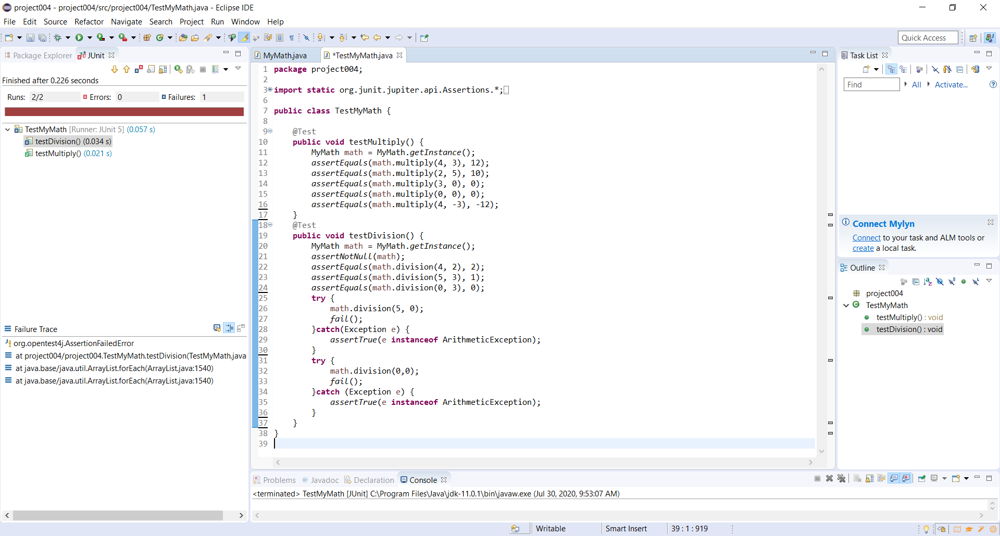 project004 - project004/src/project004/TestMyMath.java - Eclipse IDE
File Edit Source Refactor Navigate Search Project Run Window Help
Quick Access
Package Explorer JUnit
Finished after 0.226 seconds
Runs: 2/2 Errors: 0 Failures: 1
TestMyMath [Runner: JUnit 5] (0.057 s)
testDivision() (0.034 s)
testMultiply() (0.021 s)
Failure Trace
org.opentest4j.AssertionFailedError
at project004/project004.TestMyMath.testDivision(TestMyMath.java
at java.base/java.util.ArrayList.forEach(ArrayList.java:1540)
at java.base/java.util.ArrayList.forEach(ArrayList.java:1540)
MyMath.java *TestMyMath.java
1 package project004;
2
3 import static org.junit.jupiter.api.Assertions.*;
6
7 public class TestMyMath {
8
9 @Test
10 public void testMultiply() {
11 MyMath math = MyMath.getInstance();
12 assertEquals(math.multiply(4, 3), 12);
13 assertEquals(math.multiply(2, 5), 10);
14 assertEquals(math.multiply(3, 0), 0);
15 assertEquals(math.multiply(0, 0), 0);
16 assertEquals(math.multiply(4, -3), -12);
17 }
18 @Test
19 public void testDivision() {
20 MyMath math = MyMath.getInstance();
21 assertNotNull(math);
22 assertEquals(math.division(4, 2), 2);
23 assertEquals(math.division(5, 3), 1);
24 assertEquals(math.division(0, 3), 0);
25 try {
26 math.division(5, 0);
27 fail();
28 }catch(Exception e) {
29 assertTrue(e instanceof ArithmeticException);
30 }
31 try {
32 math.division(0,0);
33 fail();
34 }catch (Exception e) {
35 assertTrue(e instanceof ArithmeticException);
36 }
37 }
38 }
39
Task List
Find All Activate...
Connect Mylyn
Connect to your task and ALM tools or
create a local task.
Outline
project004
TestMyMath
testMultiply() : void
testDivision() : void
Problems Javadoc Declaration Console
<terminated> TestMyMath [JUnit] C:\Program Files\Java\jdk-11.0.1\bin\javaw.exe (Jul 30, 2020, 9:53:07 AM)
Writable Smart Insert 39 : 1 : 919